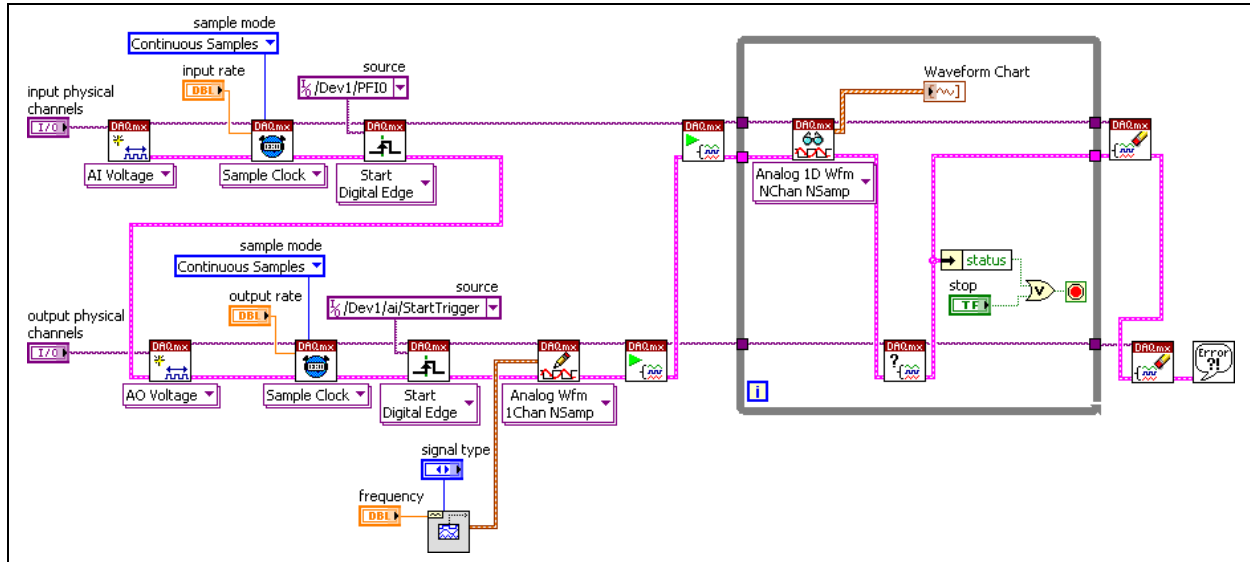 sample mode
Continuous Samples
input rate
DBL
source
I/O /Dev1/PFI0
input physical
channels
I/O
DAQmx
AI Voltage
DAQmx
Sample Clock
DAQmx
Start
Digital Edge
DAQmx
DAQmx
Analog 1D Wfm
NChan NSamp
Waveform Chart
DAQmx
sample mode
Continuous Samples
output rate
DBL
source
I/O /Dev1/ai/StartTrigger
output physical
channels
I/O
DAQmx
AO Voltage
DAQmx
Sample Clock
DAQmx
Start
Digital Edge
DAQmx
Analog Wfm
1Chan NSamp
DAQmx
DAQmx
?
status
stop
TF
V
i
DAQmx
Error
?!
signal type
frequency
DBL